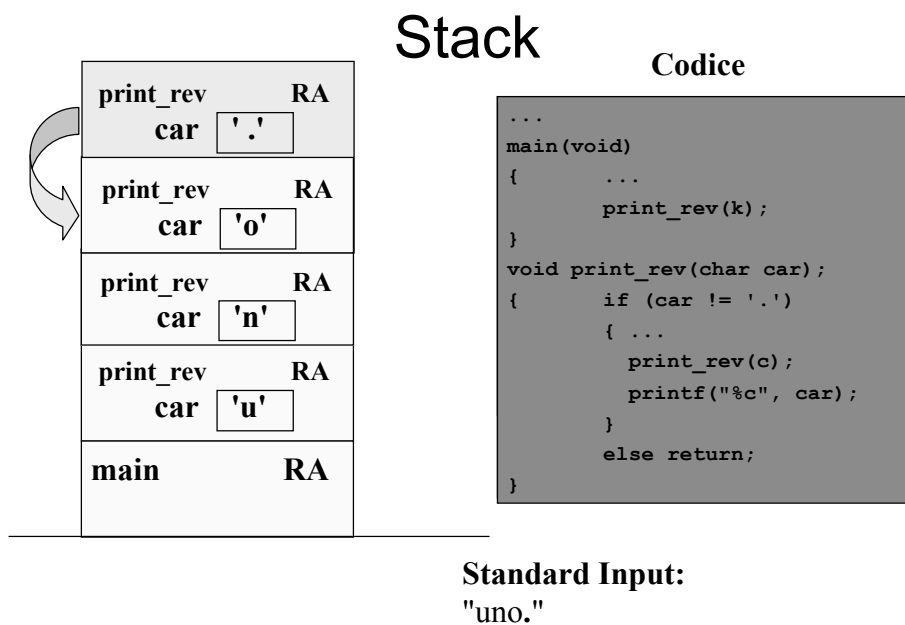 Stack
print_rev RA
car '.'
print_rev RA
car 'o'
print_rev RA
car 'n'
print_rev RA
car 'u'
main RA
Codice
...
main(void)
{ ...
print_rev(k);
}
void print_rev(char car);
{ if (car != '.')
{ ...
print_rev(c);
printf("%c", car);
}
else return;
}
Standard Input:
"uno."